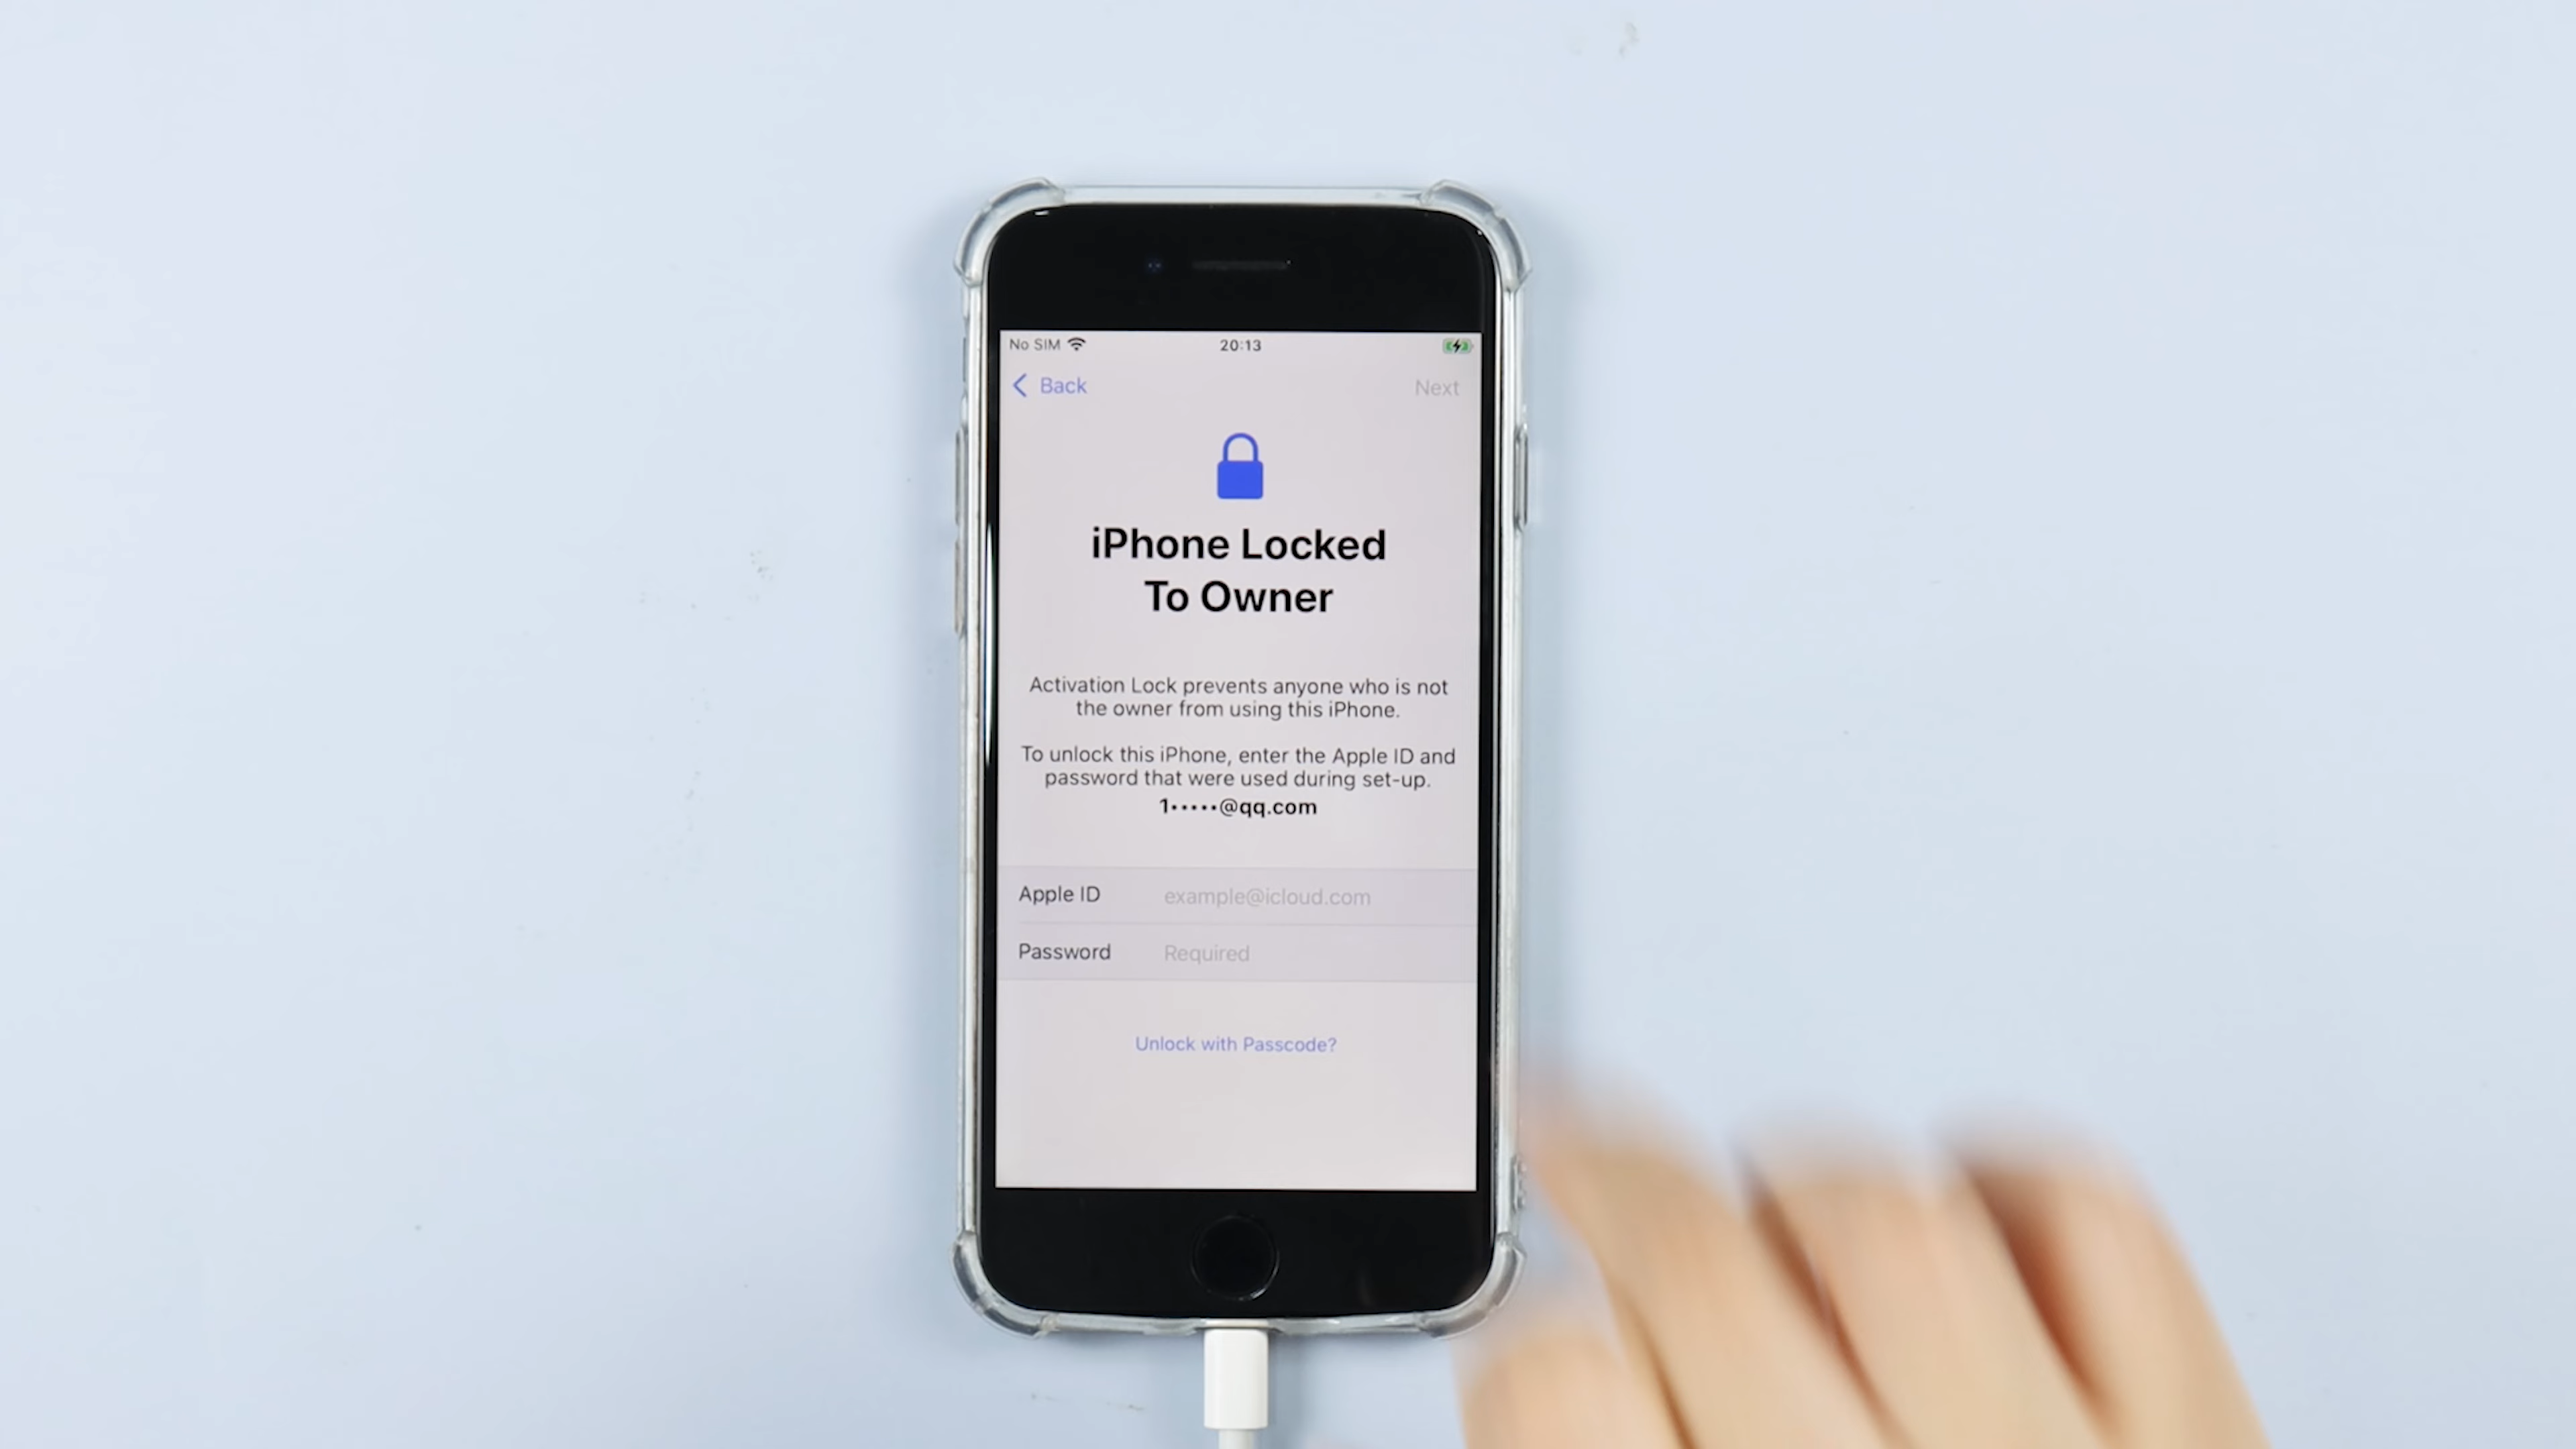 No SIM 20:13
Back Next
iPhone Locked
To Owner
Activation Lock prevents anyone who is not
the owner from using this iPhone.
To unlock this iPhone, enter the Apple ID and
password that were used during set-up.
1•••••@qq.com
Apple ID example@icloud.com
Password Required
Unlock with Passcode?